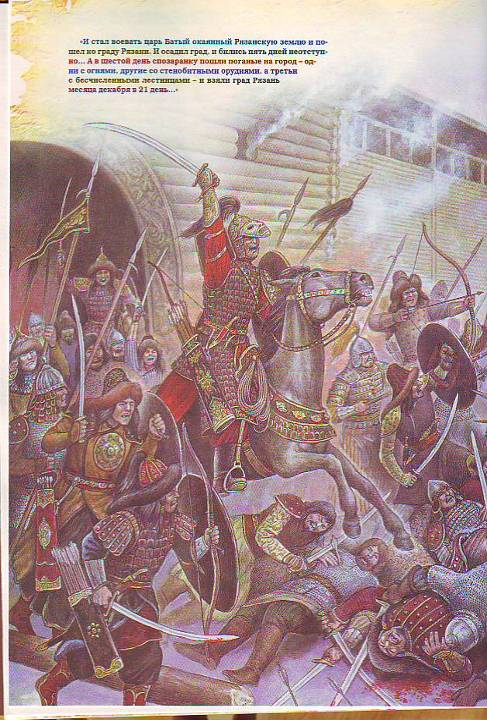 «И стал воевать царь Батый окаянный Рязанскую землю и по-
шел ко граду Рязани. И осадил град, и бились пять дней неотступ-
но... А в шестой день спозаранку пошли поганые на город – од-
ни с огнями, другие со стенобитными орудиями, а третьи
с бесчисленными лестницами – и взяли град Рязань
месяца декабря в 21 день...»